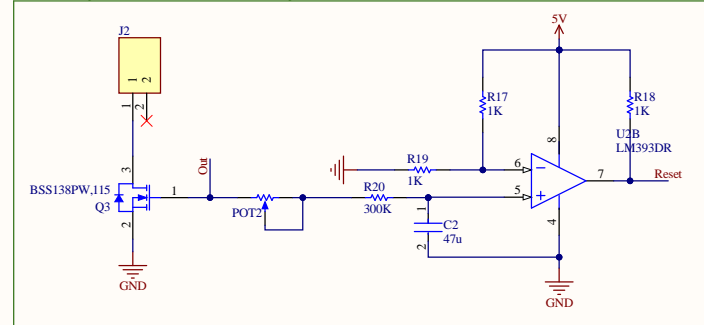 J2
1
2
1
2
3
BSS138PW,115
Q3
1
2
GND
Out
POT2
R19
1K
R20
300K
1
C2
47u
2
5V
R17
1K
R18
1K
U2B
LM393DR
8
6
5
7
4
Reset
GND